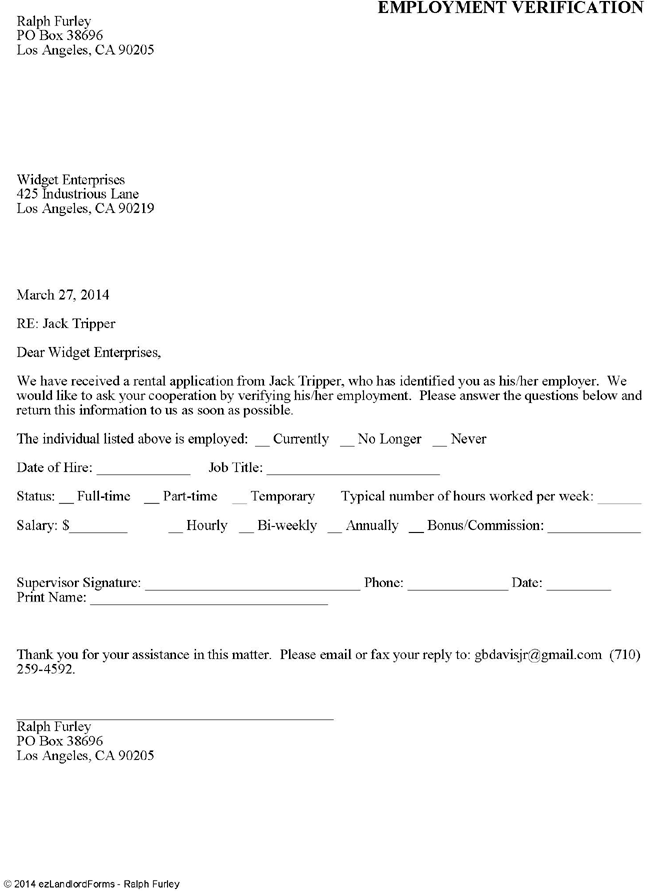 EMPLOYMENT VERIFICATION
Ralph Furley
PO Box 38696
Los Angeles, CA 90205
Widget Enterprises
425 Industrious Lane
Los Angeles, CA 90219
March 27, 2014
RE: Jack Tripper
Dear Widget Enterprises,
We have received a rental application from Jack Tripper, who has identified you as his/her employer.  We
would like to ask your cooperation by verifying his/her employment.  Please answer the questions below and
return this information to us as soon as possible.
The individual listed above is employed: __ Currently __ No Longer __ Never
Date of Hire: _____________ Job Title: ________________________
Status: __ Full-time __ Part-time __ Temporary Typical number of hours worked per week: ______
Salary: $________ __ Hourly __ Bi-weekly __ Annually __ Bonus/Commission: _____________
Supervisor Signature: ______________________________ Phone: ______________ Date: _________
Print Name: _________________________________
Thank you for your assistance in this matter.  Please email or fax your reply to: gbdavisjr@gmail.com  (710)
259-4592.
____________________________________________
Ralph Furley
PO Box 38696
Los Angeles, CA 90205
© 2014 ezLandlordForms - Ralph Furley